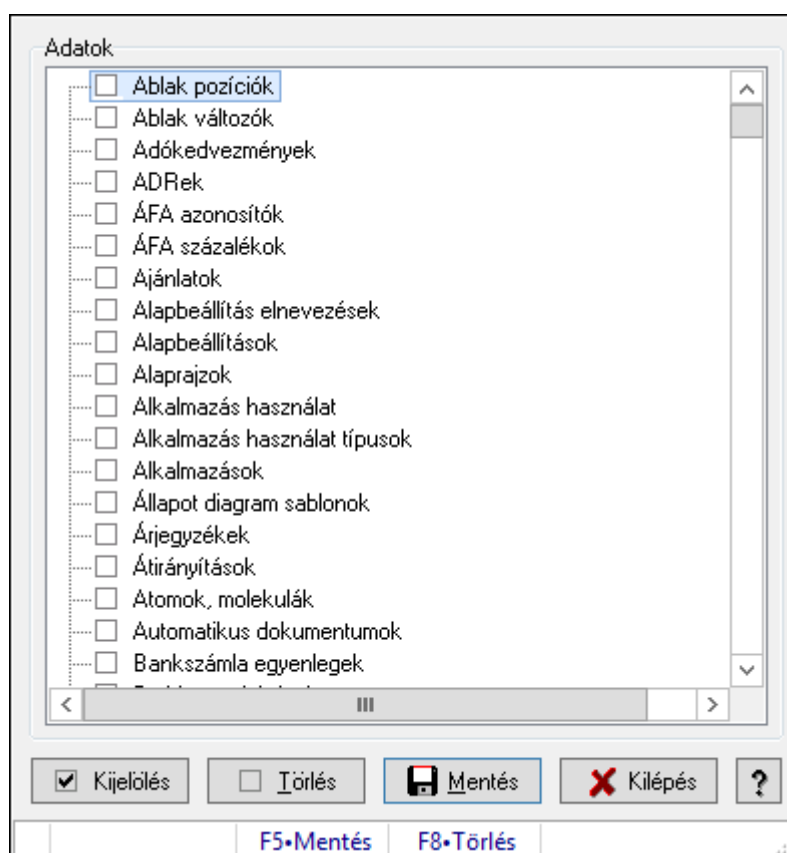 Adatok
Ablak pozíciók
Ablak változók
Adókedvezmények
ADRek
ÁFA azonosítók
ÁFA százalékok
Ajánlatok
Alapbeállítás elnevezések
Alapbeállítások
Alaprajzok
Alkalmazás használat
Alkalmazás használat típusok
Alkalmazások
Állapot diagram sablonok
Árjegyzékek
Átirányítások
Atomok, molekulák
Automatikus dokumentumok
Bankszámla egyenlegek
Kijelölés Törlés Mentés Kilépés ?
F5•Mentés F8•Törlés